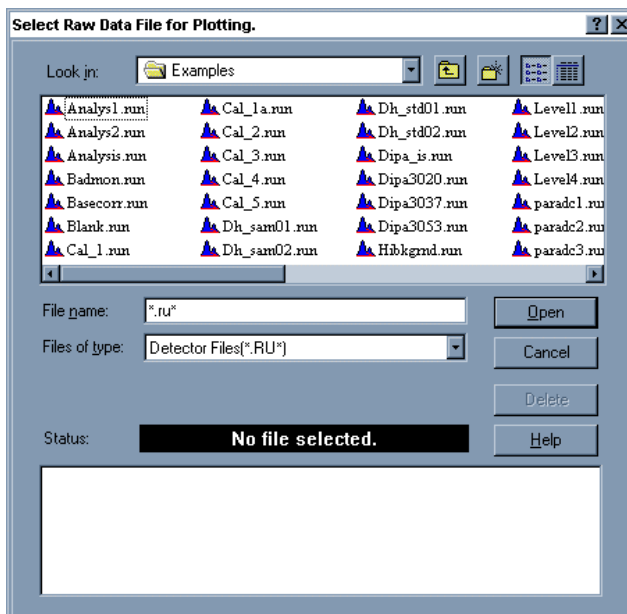 Select Raw Data File for Plotting.
Look in: Examples
Analys1.run Cal_1a.run Dh_std01.run Level1.run
Analys2.run Cal_2.run Dh_std02.run Level2.run
Analysis.run Cal_3.run Dipa_is.run Level3.run
Badmon.run Cal_4.run Dipa3020.run Level4.run
Basecorr.run Cal_5.run Dipa3037.run paradc1.run
Blank.run Dh_sam01.run Dipa3053.run paradc2.run
Cal_1.run Dh_sam02.run Hibkgrnd.run paradc3.ru
File name: *.ru*
Open
Files of type: Detector Files(*.RU*)
Cancel
Delete
Status: No file selected.
Help